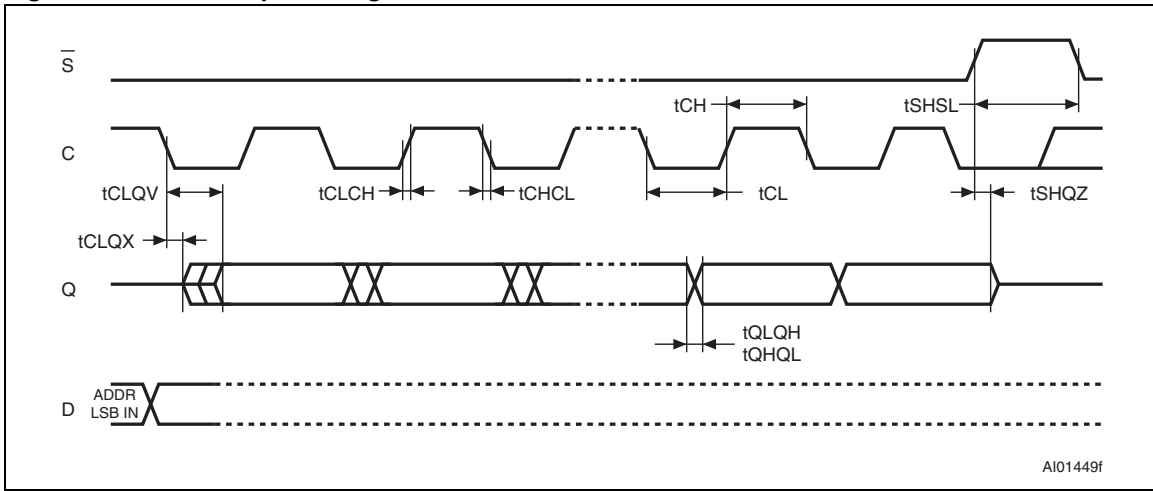 S
tCH
tSHSL
C
tCLQV
tCLCH
tCHCL
tCL
tSHQZ
tCLQX
Q
tQLQH
tQHQL
D
ADDR
LSB IN
AI01449f